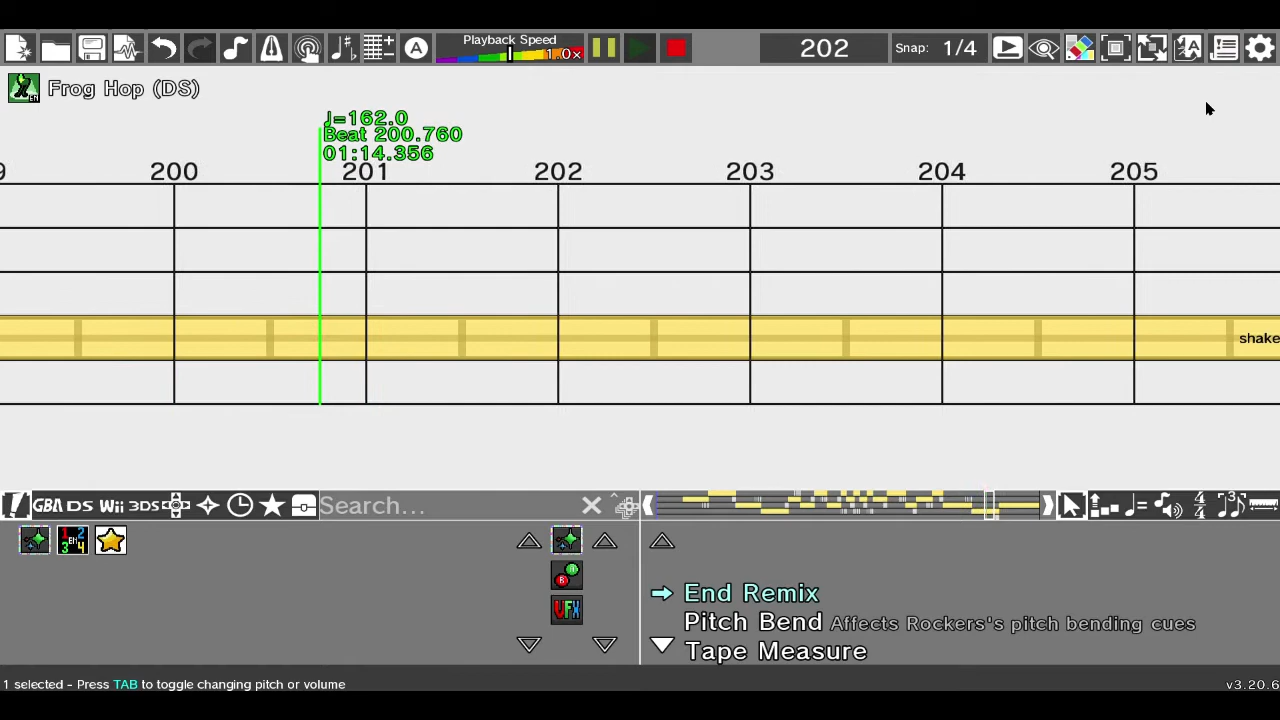 Playback Speed
1.0x
202
Snap: 1/4
Frog Hop (DS)
♩=162.0
Beat 200.760
01:14.356
9 200 201 202 203 204 205
shake
GBA DS Wii 3DS
Search...
End Remix
Pitch Bend Affects Rockers's pitch bending cues
Tape Measure
VFX
1 selected - Press TAB to toggle changing pitch or volume
v3.20.6